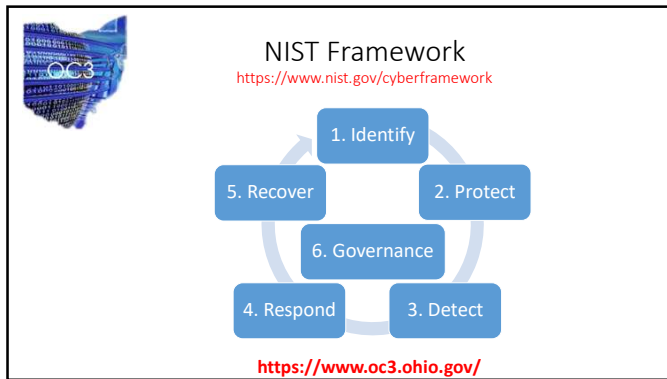 OC3
NIST Framework
https://www.nist.gov/cyberframework
1. Identify
5. Recover
2. Protect
6. Governance
4. Respond
3. Detect
https://www.oc3.ohio.gov/